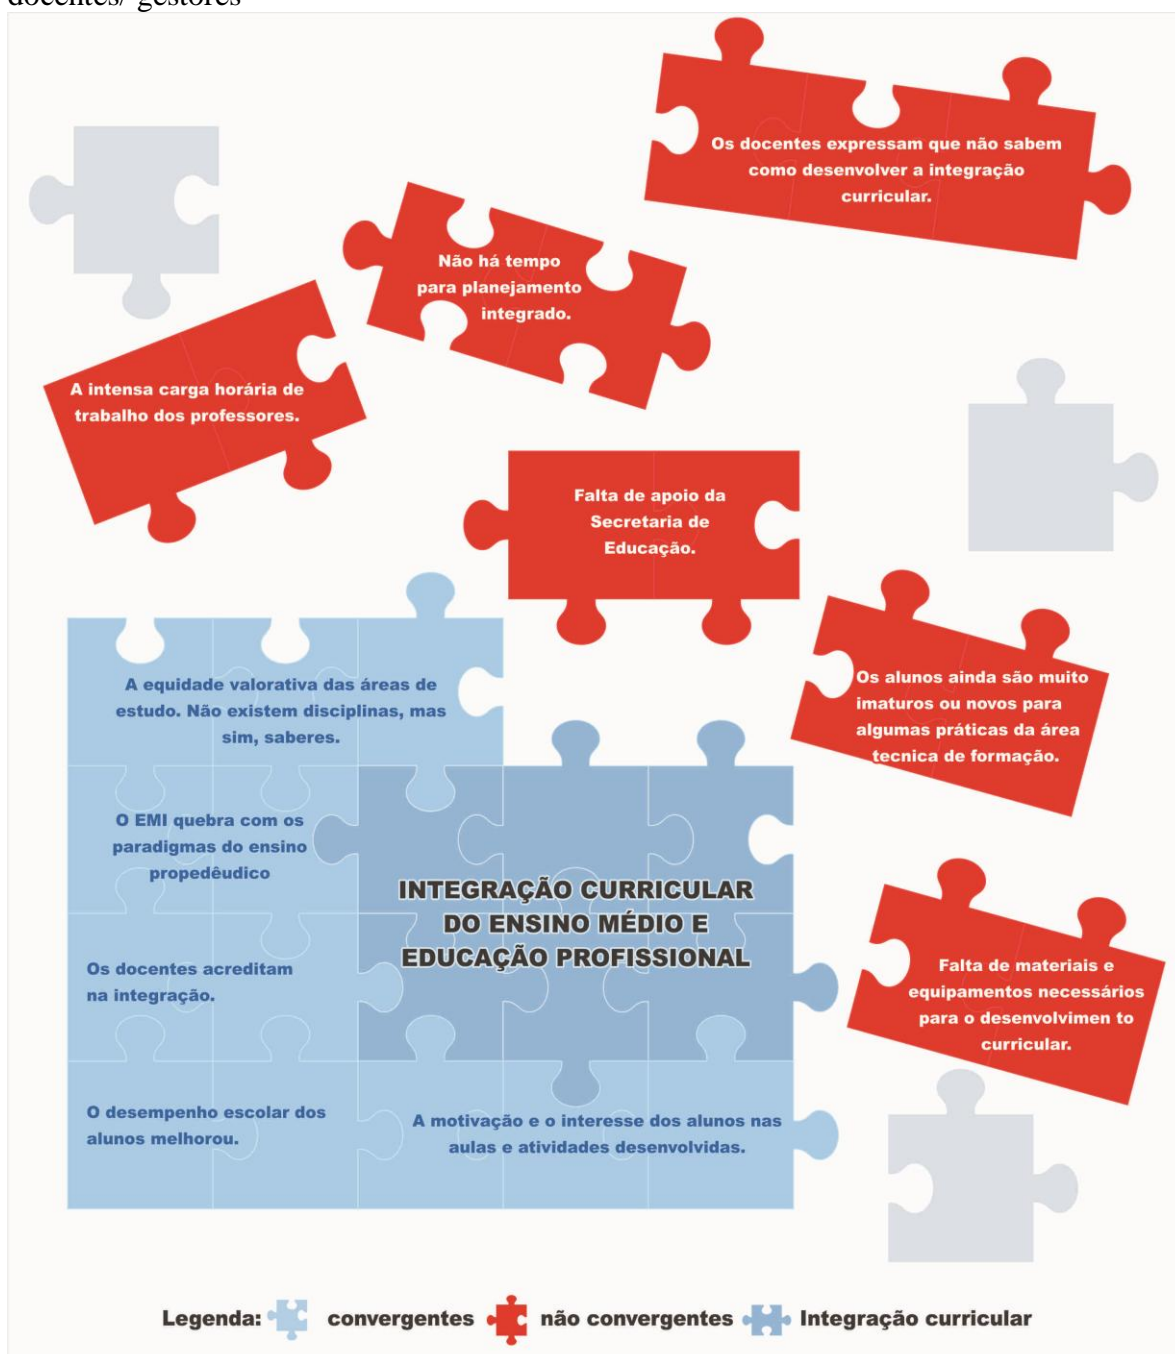 docentes/ gestores
Os docentes expressam que não sabem
como desenvolver a integração
curricular.
Não há tempo
para planejamento
integrado.
A intensa carga horária de
trabalho dos professores.
Falta de apoio da
Secretaria de
Educação.
A equidade valorativa das áreas de
estudo. Não existem disciplinas, mas
sim, saberes.
Os alunos ainda são muito
imaturos ou novos para
algumas práticas da área
tecnica de formação.
O EMI quebra com os
paradigmas do ensino
propedêudico
INTEGRAÇÃO CURRICULAR
DO ENSINO MÉDIO E
EDUCAÇÃO PROFISSIONAL
Os docentes acreditam
na integração.
Falta de materiais e
equipamentos necessários
para o desenvolvimen to
curricular.
O desempenho escolar dos
alunos melhorou.
A motivação e o interesse dos alunos nas
aulas e atividades desenvolvidas.
Legenda: convergentes não convergentes Integração curricular